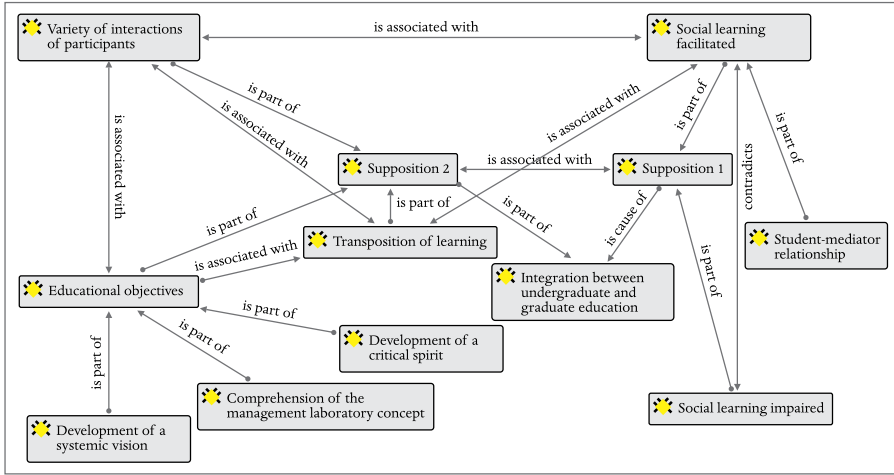 Variety of interactions
of participants
is associated with
Social learning
facilitated
is part of
is associated with
is associated with
is part of
is associated with
contradicts
is part of
Supposition 2
is associated with
Supposition 1
is part of
is part of
is part of
is cause of
Transposition of learning
Student-mediator
relationship
is associated with
Educational objectives
Integration between
undergraduate and
graduate education
is part of
is part of
is part of
is part of
Development of a
critical spirit
Comprehension of the
management laboratory concept
Social learning impaired
Development of a
systemic vision